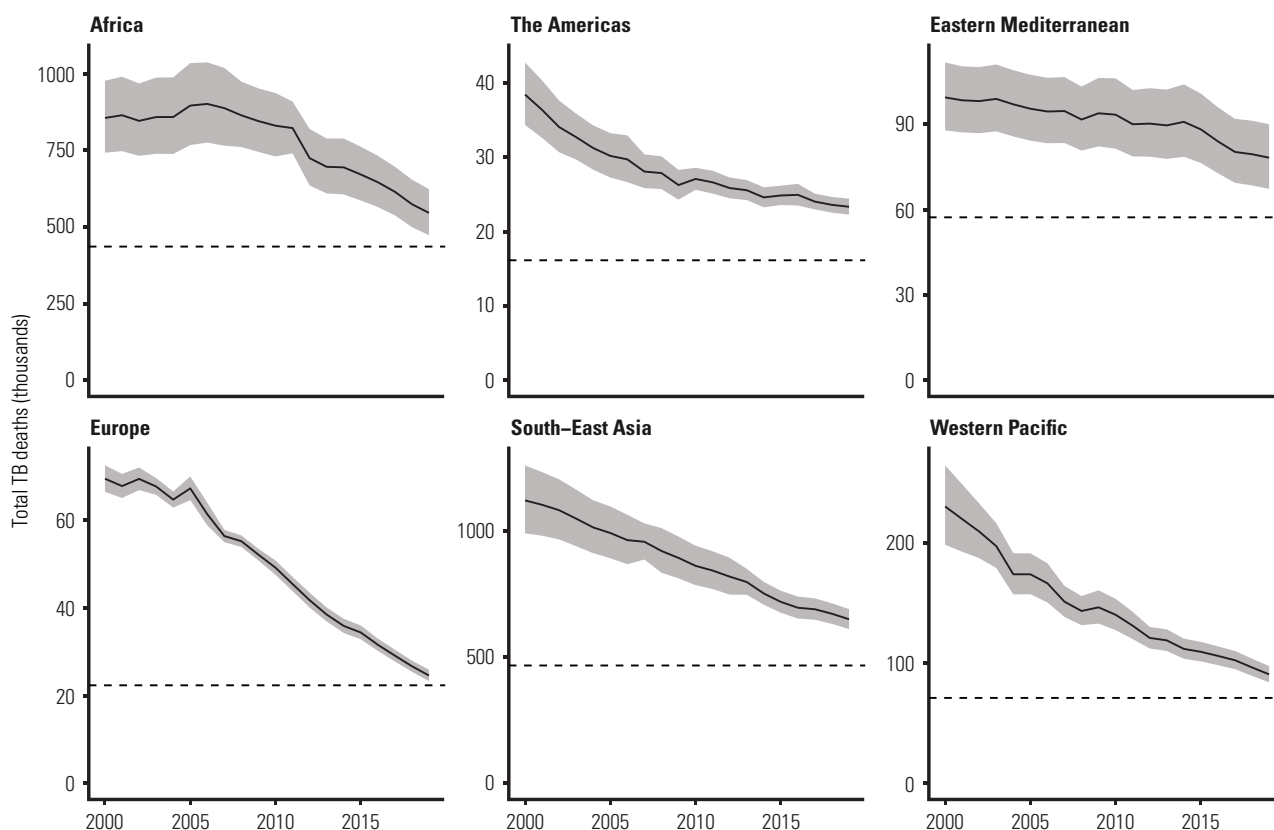 Africa
The Americas
Eastern Mediterranean
1000
750
500
250
0
40
30
20
10
0
90
60
30
0
Total TB deaths (thousands)
Europe
South–East Asia
Western Pacific
60
40
20
0
1000
500
0
200
100
0
2000 2005 2010 2015
2000 2005 2010 2015
2000 2005 2010 2015